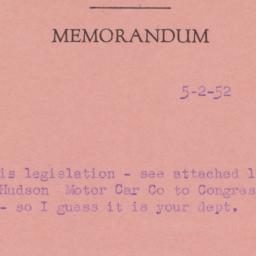 MEMORANDUM
5-2-52
is legislation - see attached l
Hudson Motor Car Co to Congres
- so I guess it is your dept.